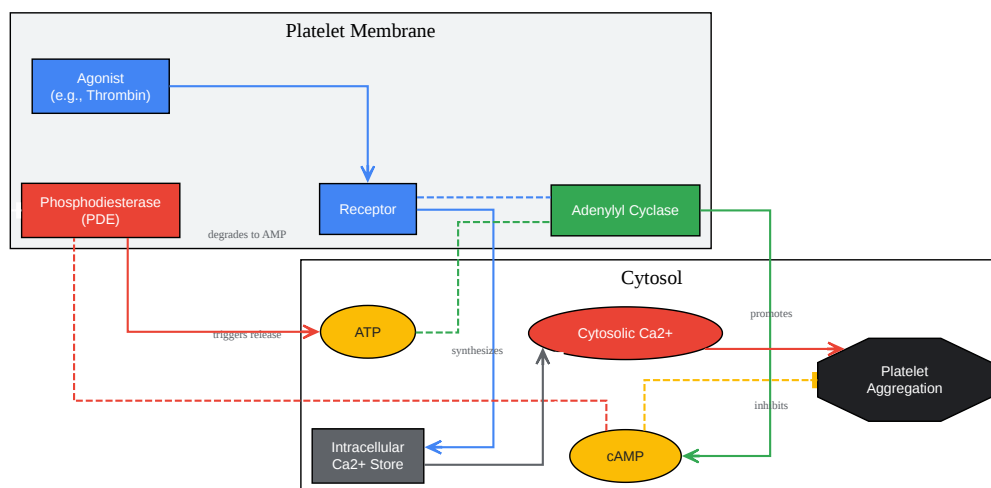 Platelet Membrane
Agonist
(e.g., Thrombin)
Phosphodiesterase
(PDE)
Receptor
Adenylyl Cyclase
degrades to AMP
Cytosol
ATP
triggers release
synthesizes
Cytosolic Ca2+
promotes
Platelet
Aggregation
inhibits
Intracellular
Ca2+ Store
cAMP